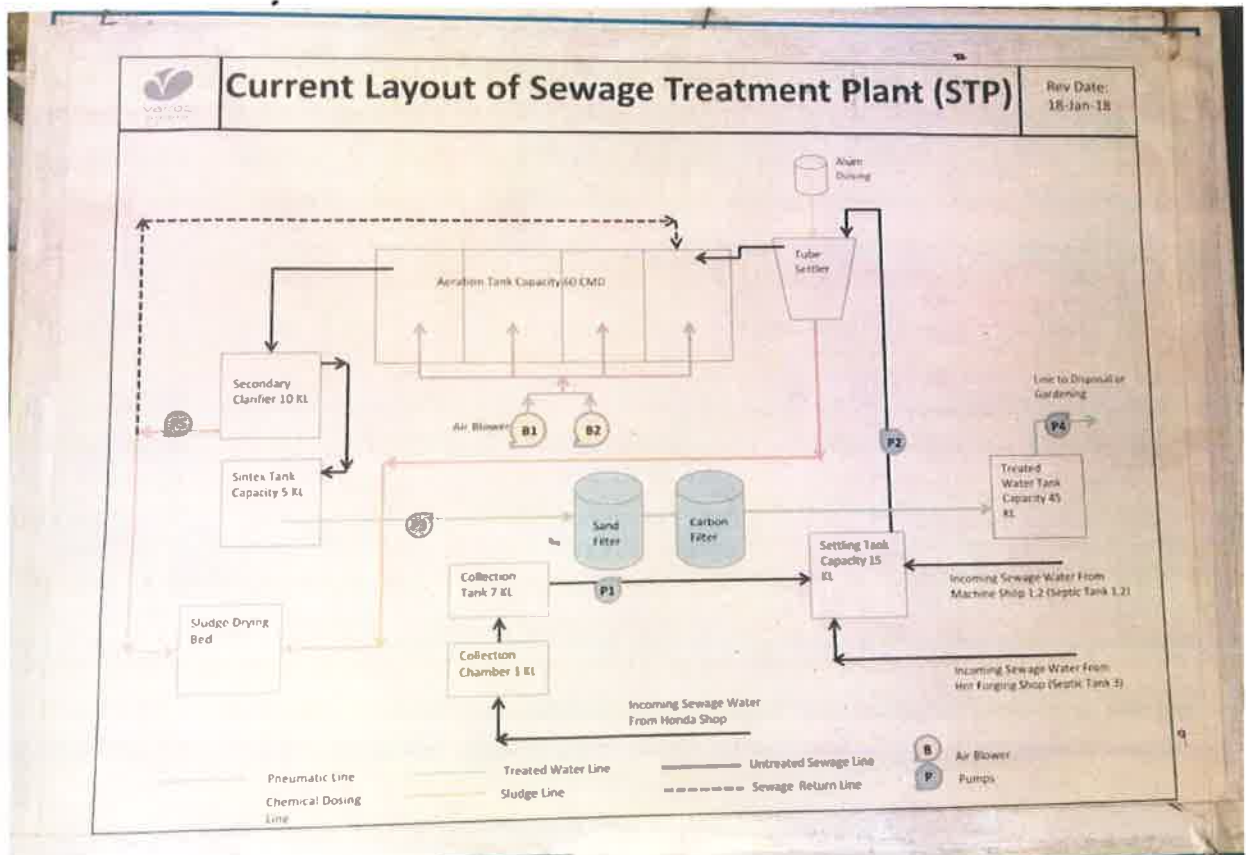 Current Layout of Sewage Treatment Plant (STP)
Rev Date:
18-Jan-18
Alum
Dosing
Tube
Settler
Aeration Tank Capacity 60 CMD
Secondary
Clarifier 10 KL
Air Blower
B1
B2
Line to Disposal or
Gardening
P4
P2
Sintex Tank
Capacity 5 KL
Treated
Water Tank
Capacity 45
KL
Sand
Filter
Carbon
Filter
Settling Tank
Capacity 15
KL
Collection
Tank 7 KL
P1
Incoming Sewage Water From
Machine Shop 1,2 (Septic Tank 1,2)
Sludge Drying
Bed
Collection
Chamber 1 KL
Incoming Sewage Water From
Hot Forging Shop (Septic Tank 3)
Incoming Sewage Water
From Honda Shop
Pneumatic Line
Treated Water Line
Untreated Sewage Line
B
Air Blower
Chemical Dosing
Line
Sludge Line
Sewage Return Line
P
Pumps